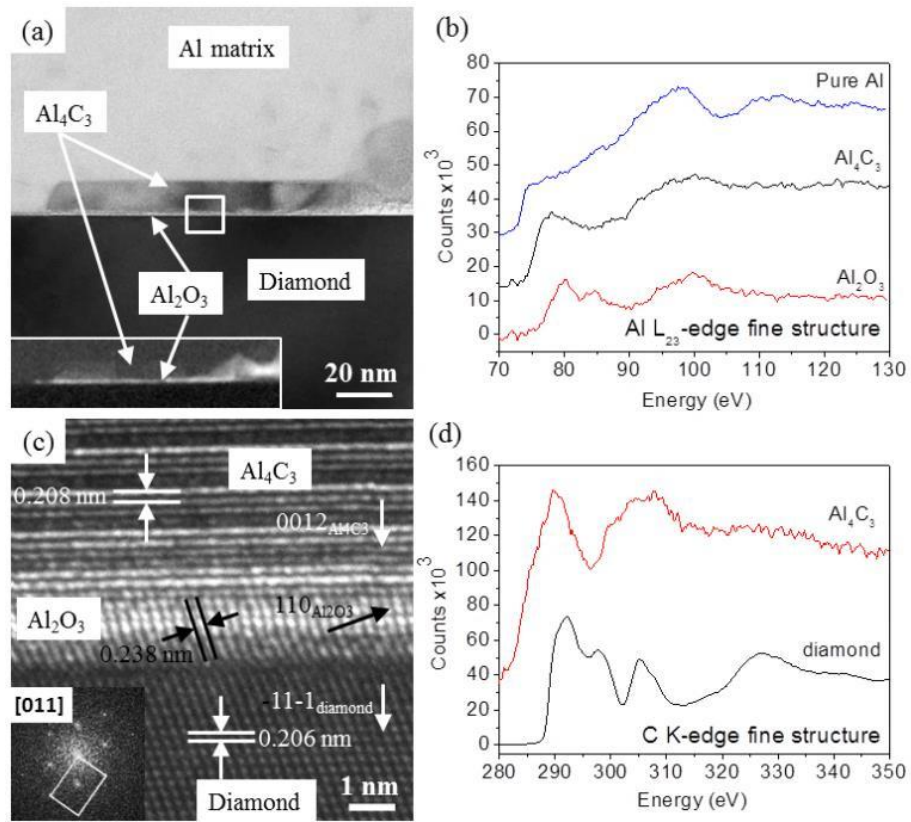 (a)
Al matrix
Al₄C₃
Al₂O₃
Diamond
20 nm
(b)
80
70
60
50
40
30
20
10
0
Counts x10³
Pure Al
Al₄C₃
Al₂O₃
Al L₂₃-edge fine structure
70 80 90 100 110 120 130
Energy (eV)
(c)
Al₄C₃
0.208 nm
0012Al4C3
Al₂O₃
110Al2O3
0.238 nm
[011]
-11-1diamond
0.206 nm
Diamond
1 nm
(d)
160
140
120
100
80
60
40
20
0
Counts x10³
Al₄C₃
diamond
C K-edge fine structure
280 290 300 310 320 330 340 350
Energy (eV)